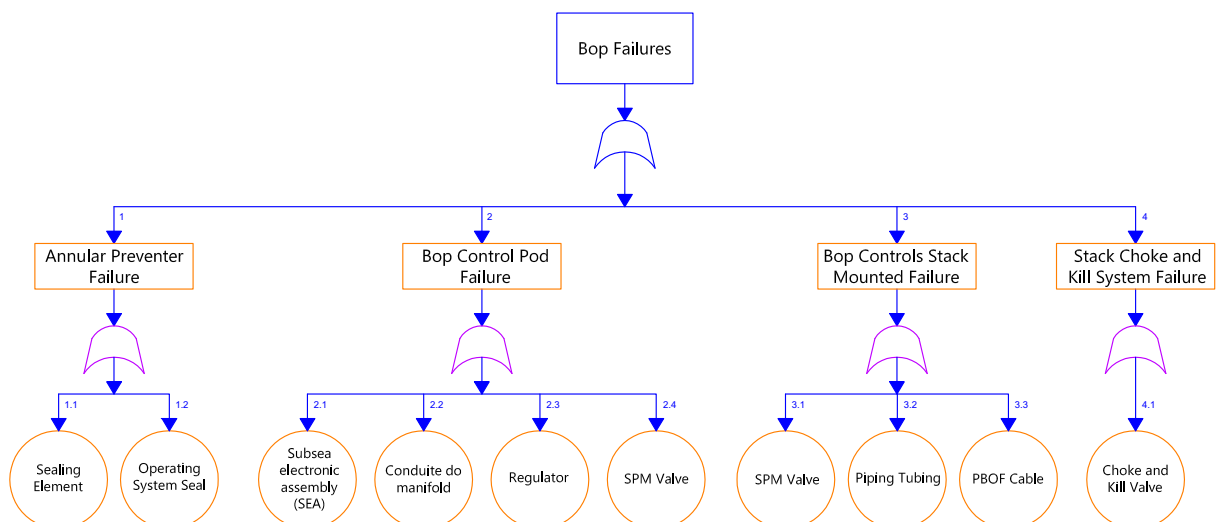 Bop Failures
1
2
3
4
Annular Preventer
Failure
Bop Control Pod
Failure
Bop Controls Stack
Mounted Failure
Stack Choke and
Kill System Failure
1.1
1.2
2.1
2.2
2.3
2.4
3.1
3.2
3.3
4.1
Sealing
Element
Operating
System Seal
Subsea
electronic
assembly
(SEA)
Conduite do
manifold
Regulator
SPM Valve
SPM Valve
Piping Tubing
PBOF Cable
Choke and
Kill Valve